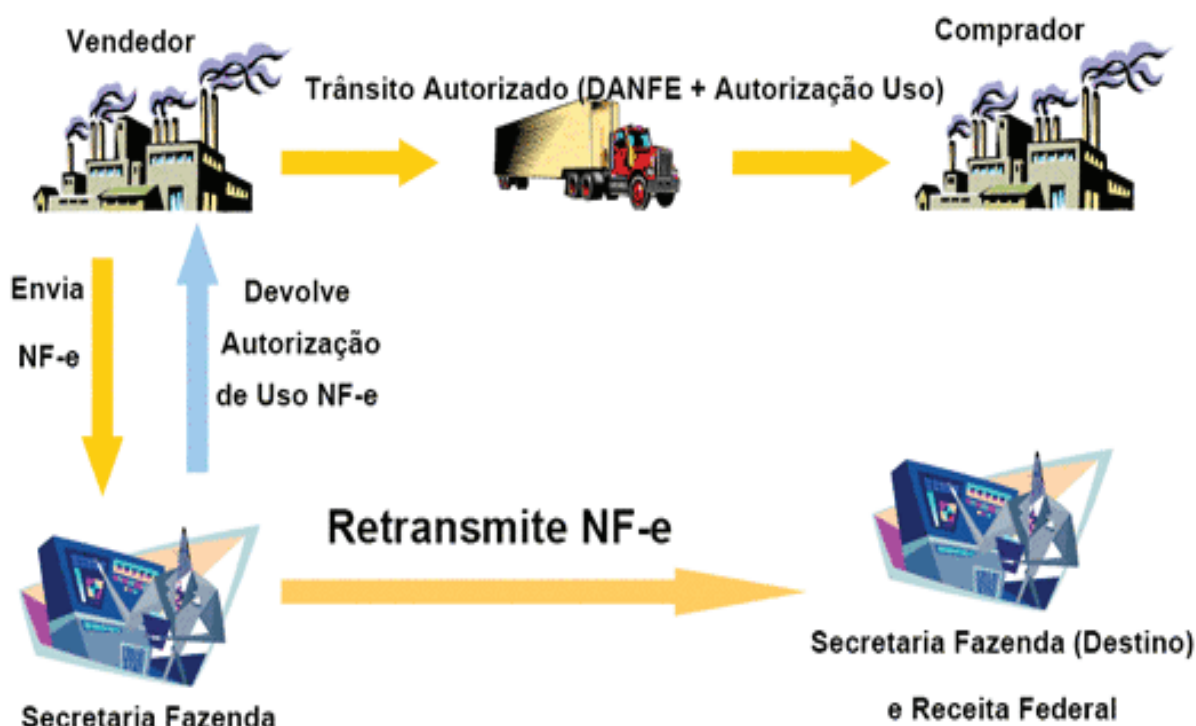 Vendedor
Comprador
Trânsito Autorizado (DANFE + Autorização Uso)
Envia
NF-e
Devolve
Autorização
de Uso NF-e
Retransmite NF-e
Secretaria Fazenda
Secretaria Fazenda (Destino)
e Receita Federal